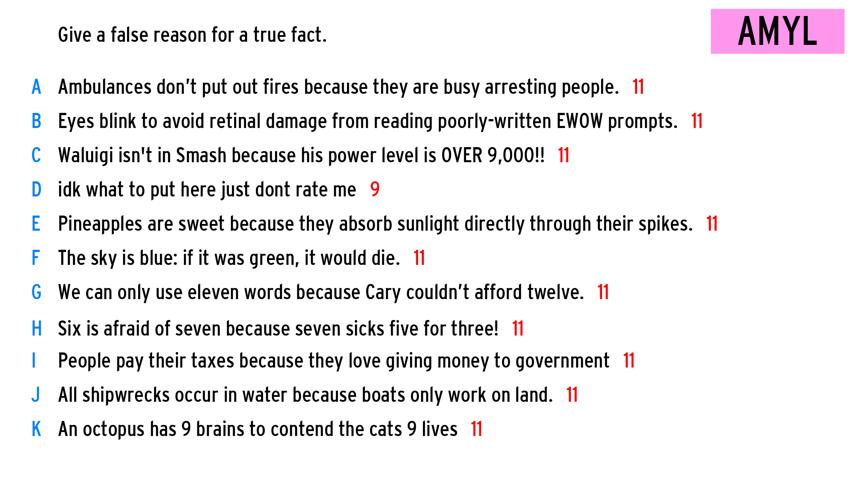 Give a false reason for a true fact.
AMYL
A Ambulances don't put out fires because they are busy arresting people. 11
B Eyes blink to avoid retinal damage from reading poorly-written EWOW prompts. 11
C Waluigi isn't in Smash because his power level is OVER 9,000!! 11
D idk what to put here just dont rate me 9
E Pineapples are sweet because they absorb sunlight directly through their spikes. 11
F The sky is blue: if it was green, it would die. 11
G We can only use eleven words because Cary couldn't afford twelve. 11
H Six is afraid of seven because seven sicks five for three! 11
I People pay their taxes because they love giving money to government 11
J All shipwrecks occur in water because boats only work on land. 11
K An octopus has 9 brains to contend the cats 9 lives 11